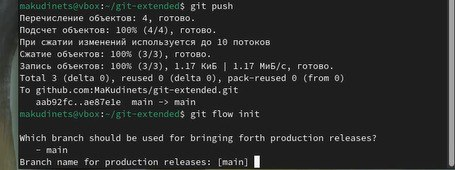 makudinets@vbox:~/git-extended$ git push
Перечисление объектов: 4, готово.
Подсчет объектов: 100% (4/4), готово.
При сжатии изменений используется до 10 потоков
Сжатие объектов: 100% (3/3), готово.
Запись объектов: 100% (3/3), 1.17 КиБ | 1.17 МиБ/с, готово.
Total 3 (delta 0), reused 0 (delta 0), pack-reused 0 (from 0)
To github.com:MaKudinets/git-extended.git
   aab92fc..ae87e1e  main -> main
makudinets@vbox:~/git-extended$ git flow init
Which branch should be used for bringing forth production releases?
   - main
Branch name for production releases: [main]